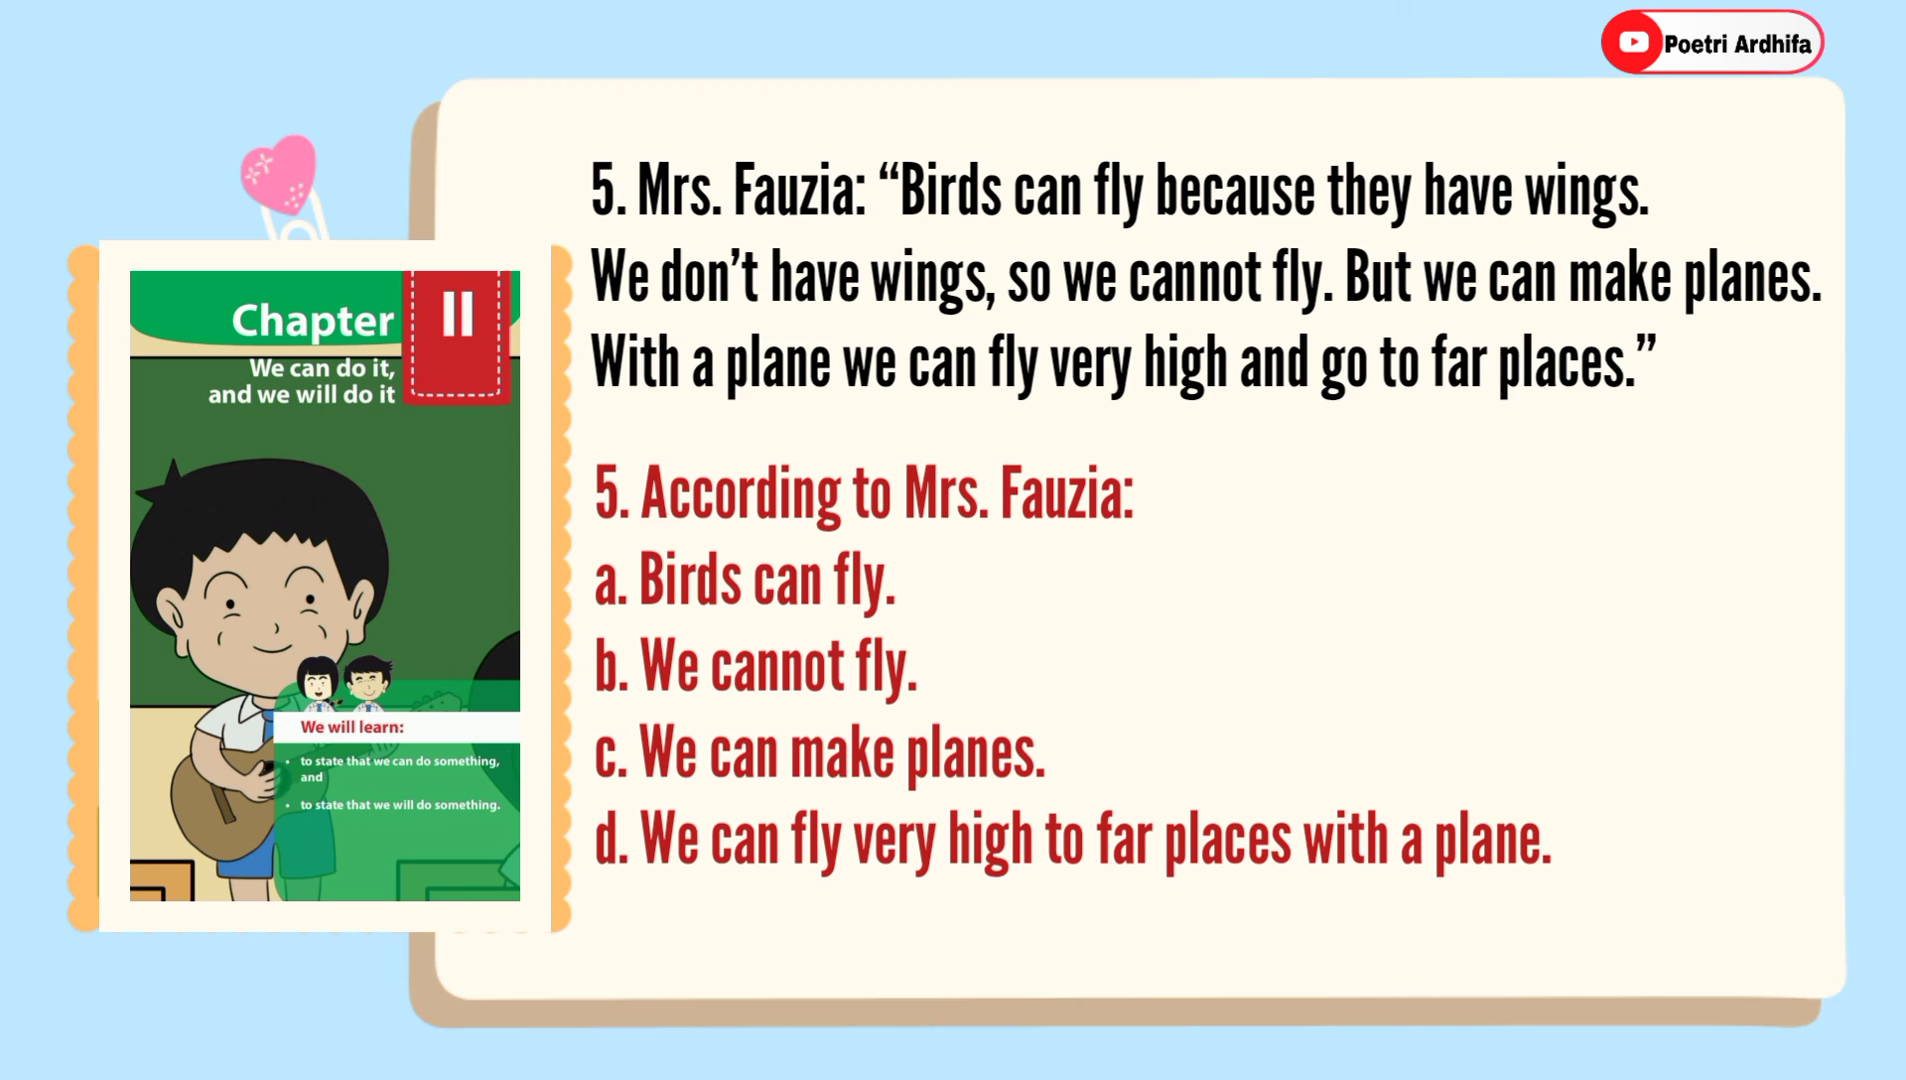 Poetri Ardhifa
5. Mrs. Fauzia: “Birds can fly because they have wings.
We don’t have wings, so we cannot fly. But we can make planes.
With a plane we can fly very high and go to far places.”
5. According to Mrs. Fauzia:
a. Birds can fly.
b. We cannot fly.
c. We can make planes.
d. We can fly very high to far places with a plane.
Chapter II
We can do it,
and we will do it
We will learn:
• to state that we can do something,
and
• to state that we will do something.